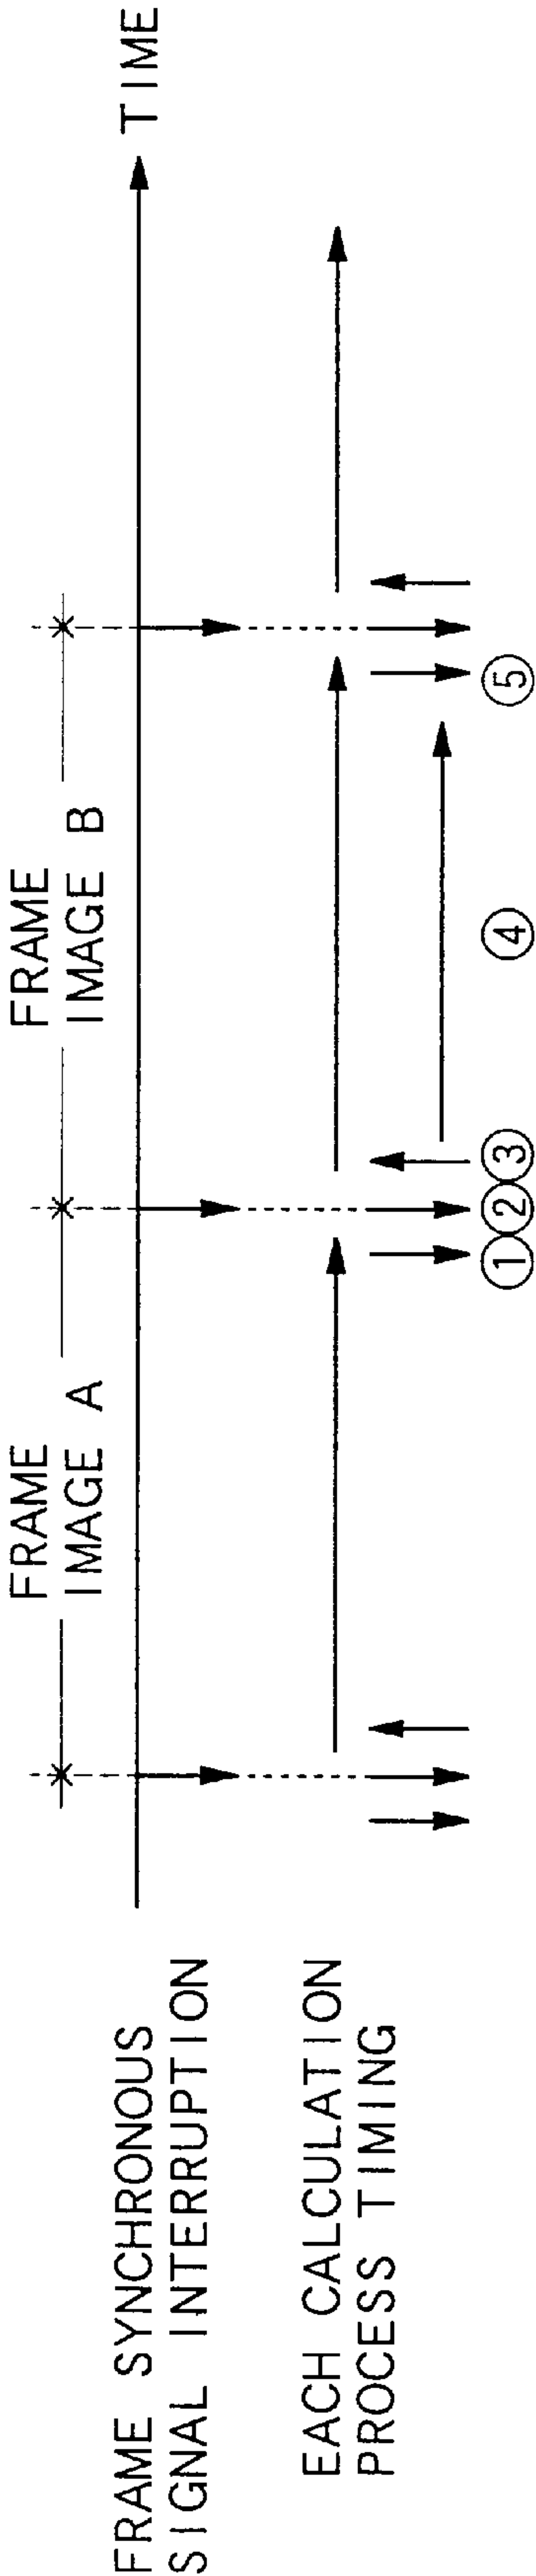 FRAME
IMAGE A
FRAME
IMAGE B
TIME
FRAME SYNCHRONOUS
SIGNAL INTERRUPTION
EACH CALCULATION
PROCESS TIMING
① ② ③ ④ ⑤